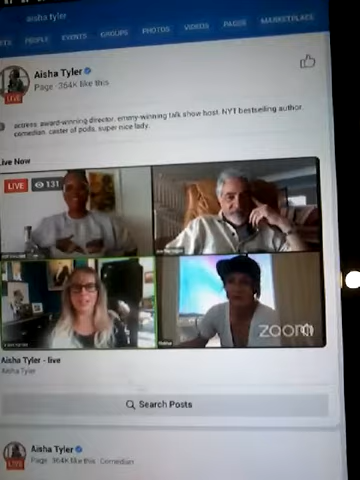 aisha tyler
PEOPLE EVENTS GROUPS PHOTOS VIDEOS PAGES MARKETPLACE
Aisha Tyler
Page · 364K like this
LIVE
actress. award-winning director. emmy-winning talk show host. NYT bestselling author.
comedian. caster of pods. super nice lady.
Live Now
LIVE 131
zoom
Aisha Tyler - live
Aisha Tyler
Search Posts
Aisha Tyler
Page · 364K like this · Comedian
LIVE